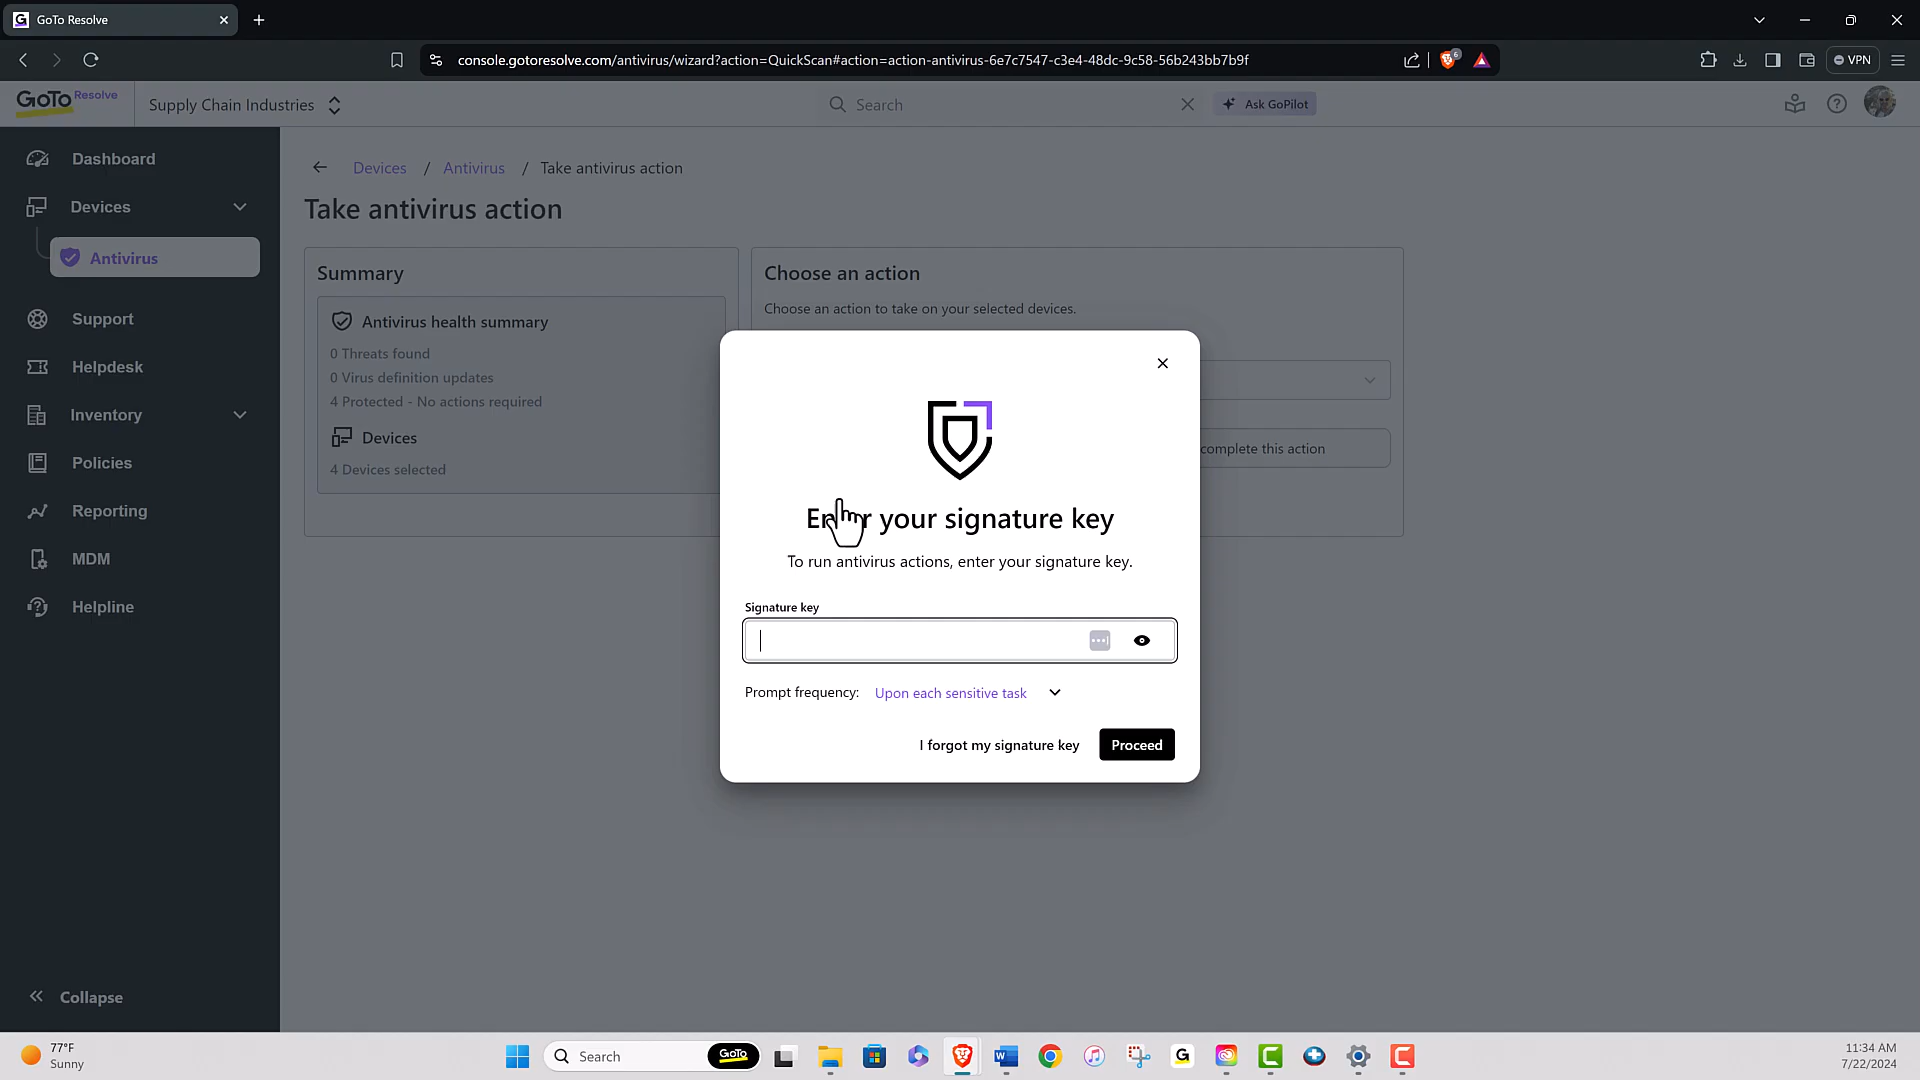 GoTo Resolve
console.gotoresolve.com/antivirus/wizard?action=QuickScan#action=action-antivirus-6e7c7547-c3e4-48dc-9c58-56b243bb7b9f
6
VPN
GoTo Resolve
Supply Chain Industries
Search
Ask GoPilot
Dashboard
Devices
Antivirus
Support
Helpdesk
Inventory
Policies
Reporting
MDM
Helpline
Collapse
Devices / Antivirus / Take antivirus action
Take antivirus action
Summary
Antivirus health summary
0 Threats found
0 Virus definition updates
4 Protected - No actions required
Devices
4 Devices selected
Choose an action
Choose an action to take on your selected devices.
complete this action
Enter your signature key
To run antivirus actions, enter your signature key.
Signature key
Prompt frequency: Upon each sensitive task
I forgot my signature key
Proceed
77°F
Sunny
Search
GoTo
11:34 AM
7/22/2024